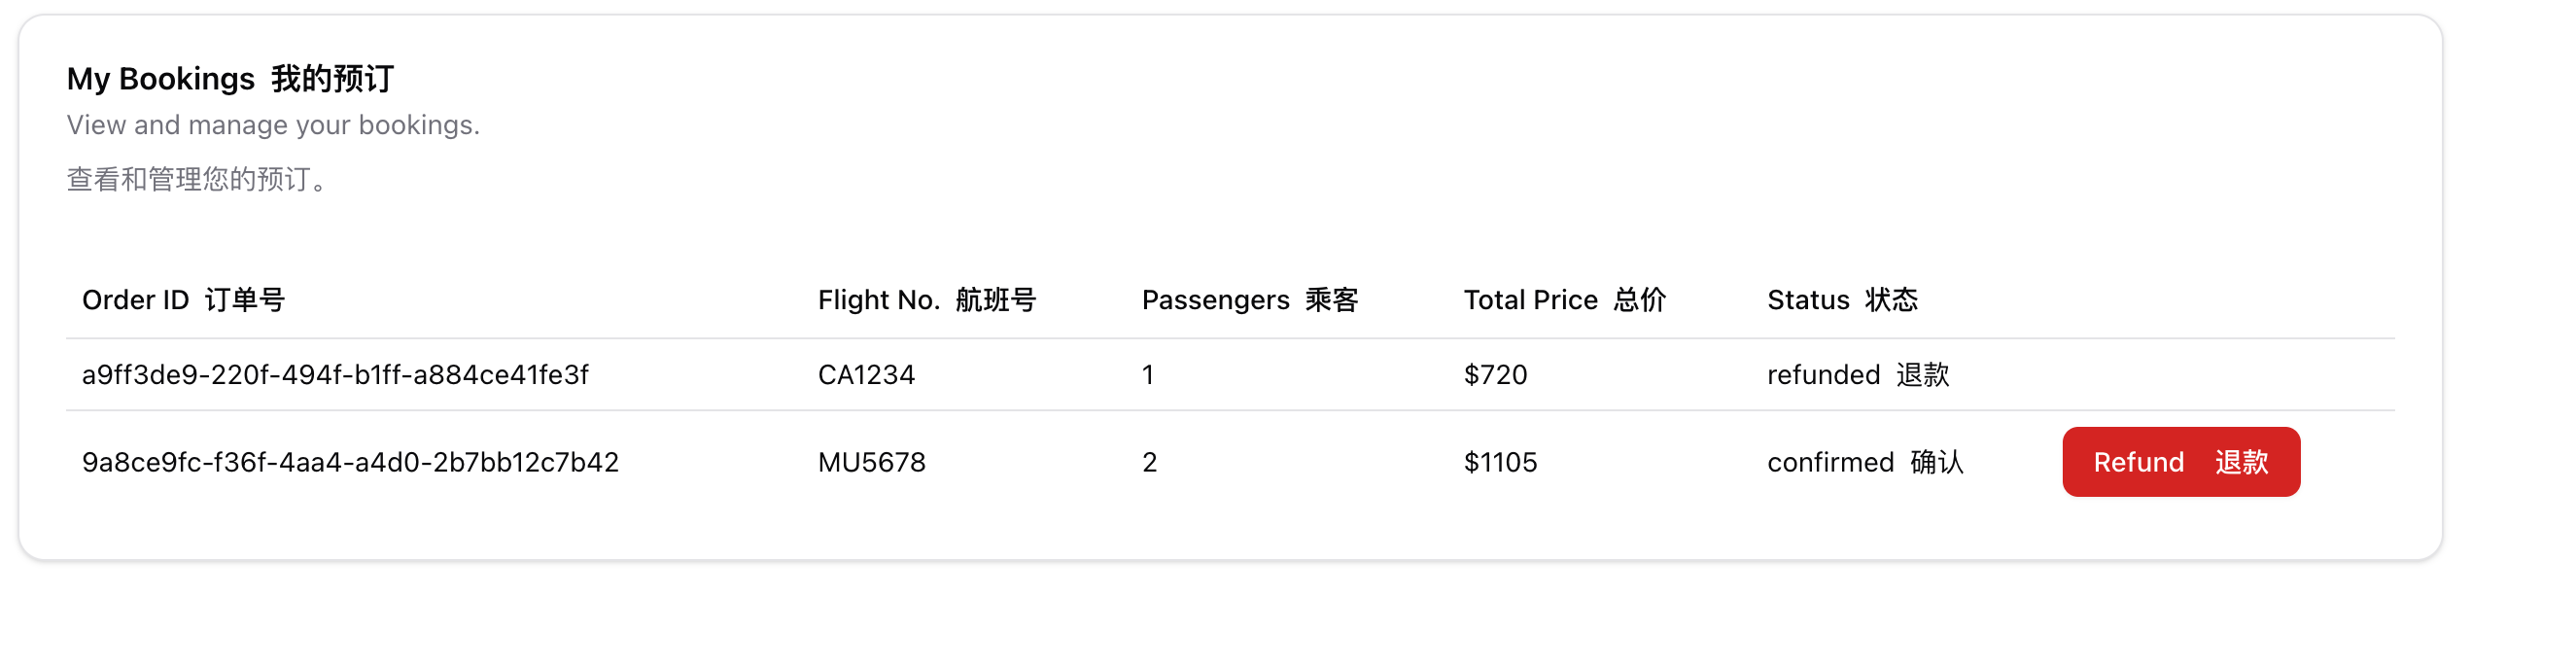 My Bookings 我的预订
View and manage your bookings.
查看和管理您的预订。
Order ID 订单号 Flight No. 航班号 Passengers 乘客 Total Price 总价 Status 状态
a9ff3de9-220f-494f-b1ff-a884ce41fe3f CA1234 1 $720 refunded 退款
9a8ce9fc-f36f-4aa4-a4d0-2b7bb12c7b42 MU5678 2 $1105 confirmed 确认 Refund 退款